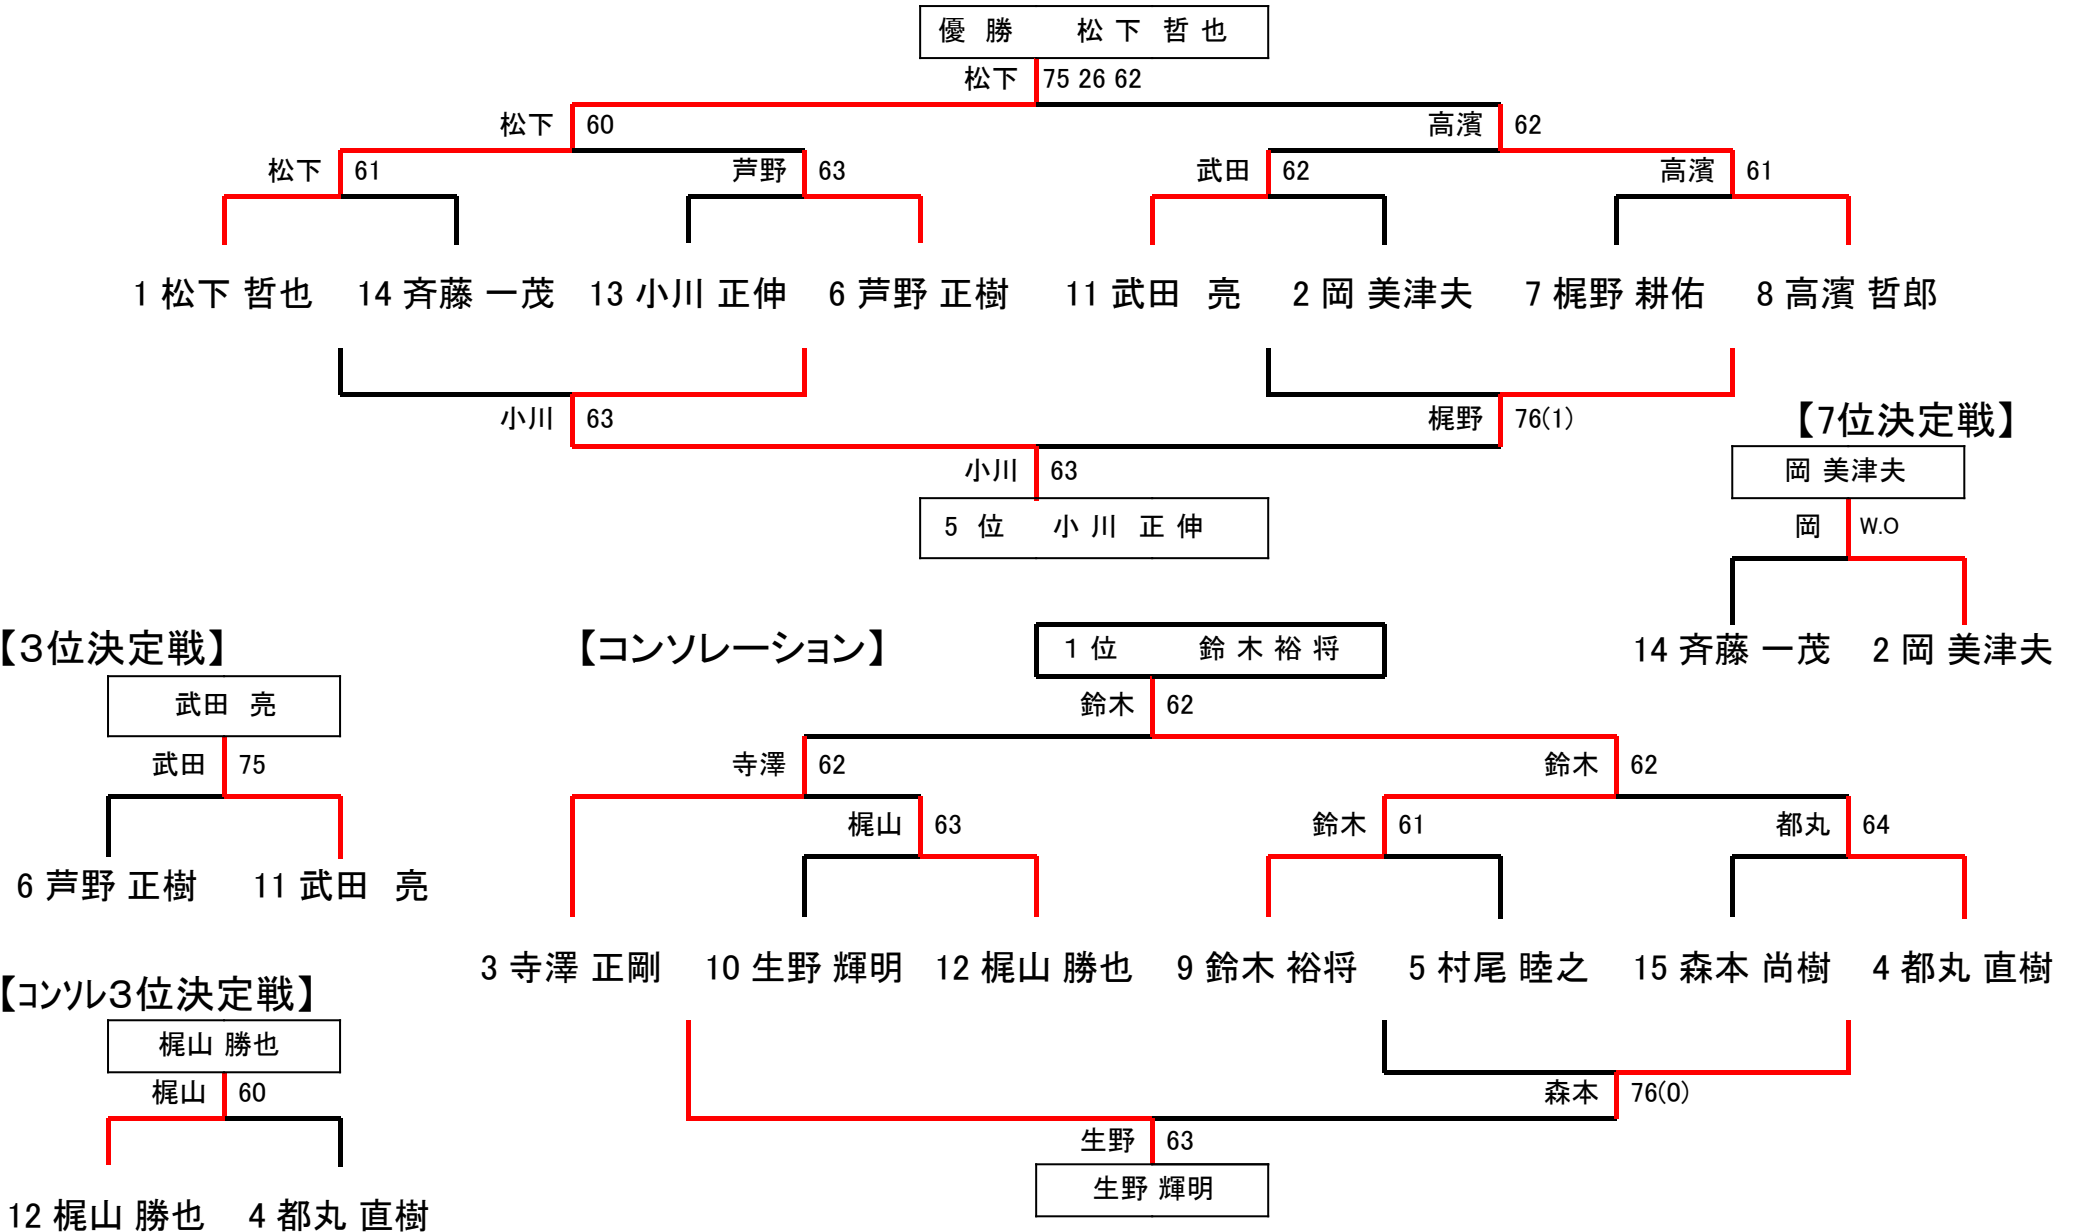 優 勝 松 下 哲 也
松下 75 26 62
松下 60 高濱 62
松下 61 芦野 63 武田 62 高濱 61
1 松下 哲也 14 斉藤 一茂 13 小川 正伸 6 芦野 正樹 11 武田 亮 2 岡 美津夫 7 梶野 耕佑 8 高濱 哲郎
小川 63 梶野 76(1)
【7位決定戦】
小川 63 岡 美津夫
5 位 小 川 正 伸 岡 W.O
14 斉藤 一茂 2 岡 美津夫
【3位決定戦】
武田 亮
武田 75
6 芦野 正樹 11 武田 亮
【コンソレーション】
1 位 鈴 木 裕 将
鈴木 62
寺澤 62 鈴木 62
梶山 63 鈴木 61 都丸 64
3 寺澤 正剛 10 生野 輝明 12 梶山 勝也 9 鈴木 裕将 5 村尾 睦之 15 森本 尚樹 4 都丸 直樹
森本 76(0)
生野 63
生野 輝明
【コンソル3位決定戦】
梶山 勝也
梶山 60
12 梶山 勝也 4 都丸 直樹